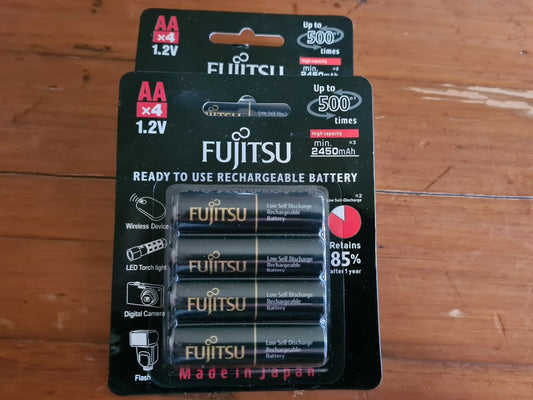 AA
x4
1.2V
FUJITSU
Up to
500
times
High capacity
min.
2450mAh
AA
x4
1.2V
FUJITSU
Up to
500
times
High capacity
min.
2450mAh
READY TO USE RECHARGEABLE BATTERY
Wireless Device
LED Torch light
Digital Camera
Flash
FUJITSU
Low Self Discharge
Rechargeable
Battery
FUJITSU
Low Self Discharge
Rechargeable
Battery
FUJITSU
Low Self Discharge
Rechargeable
Battery
FUJITSU
Low Self Discharge
Rechargeable
Battery
Low Self-Discharge
Retains
85%
after 1 year
Made in Japan